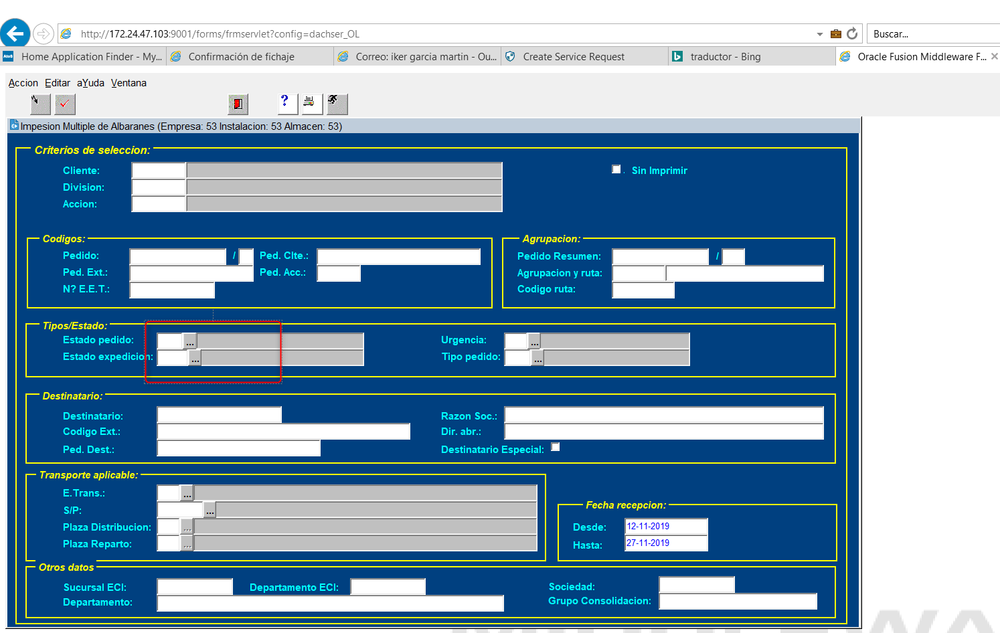 http://172.24.47.103:9001/forms/frmservlet?config=dachser_OL
Buscar...
AtoS Home Application Finder - My...
Confirmación de fichaje
Correo: iker garcia martin - Ou...
Create Service Request
traductor - Bing
Oracle Fusion Middleware F...
Accion Editar aYuda Ventana
Impesion Multiple de Albaranes (Empresa: 53 Instalacion: 53 Almacen: 53)
Criterios de seleccion:
Cliente:
. Sin Imprimir
Division:
Accion:
Codigos:
Pedido: / Ped. Clte.:
Ped. Ext.: Ped. Acc.:
N? E.E.T.:
Agrupacion:
Pedido Resumen: /
Agrupacion y ruta:
Codigo ruta:
Tipos/Estado:
Estado pedido: ... Urgencia: ...
Estado expedicion: ... Tipo pedido: ...
Destinatario:
Destinatario: Razon Soc.:
Codigo Ext.: Dir. abr.:
Ped. Dest.: Destinatario Especial:
Transporte aplicable:
E.Trans.: ...
S/P: ...
Plaza Distribucion: ...
Plaza Reparto: ...
Fecha recepcion:
Desde: 12-11-2019
Hasta: 27-11-2019
Otros datos
Sucursal ECI: Departamento ECI: Sociedad:
Departamento: Grupo Consolidacion: